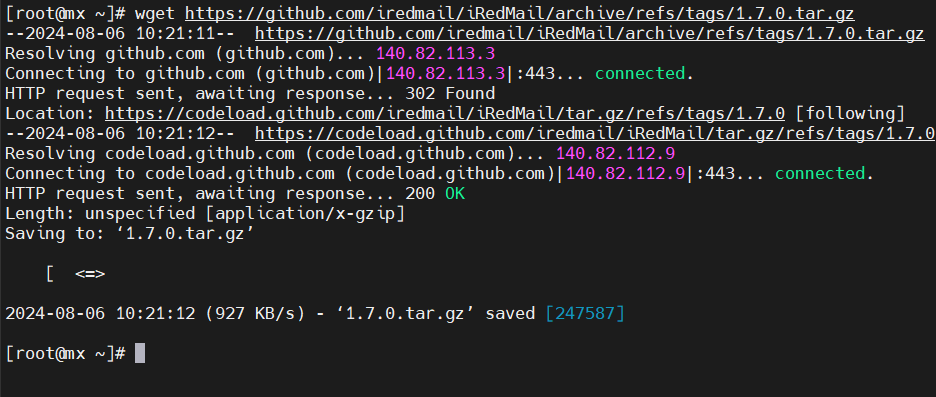 [root@mx ~]# wget https://github.com/iredmail/iRedMail/archive/refs/tags/1.7.0.tar.gz
--2024-08-06 10:21:11--  https://github.com/iredmail/iRedMail/archive/refs/tags/1.7.0.tar.gz
Resolving github.com (github.com)... 140.82.113.3
Connecting to github.com (github.com)|140.82.113.3|:443... connected.
HTTP request sent, awaiting response... 302 Found
Location: https://codeload.github.com/iredmail/iRedMail/tar.gz/refs/tags/1.7.0 [following]
--2024-08-06 10:21:12--  https://codeload.github.com/iredmail/iRedMail/tar.gz/refs/tags/1.7.0
Resolving codeload.github.com (codeload.github.com)... 140.82.112.9
Connecting to codeload.github.com (codeload.github.com)|140.82.112.9|:443... connected.
HTTP request sent, awaiting response... 200 OK
Length: unspecified [application/x-gzip]
Saving to: ‘1.7.0.tar.gz’
[  <=>
2024-08-06 10:21:12 (927 KB/s) - ‘1.7.0.tar.gz’ saved [247587]
[root@mx ~]#